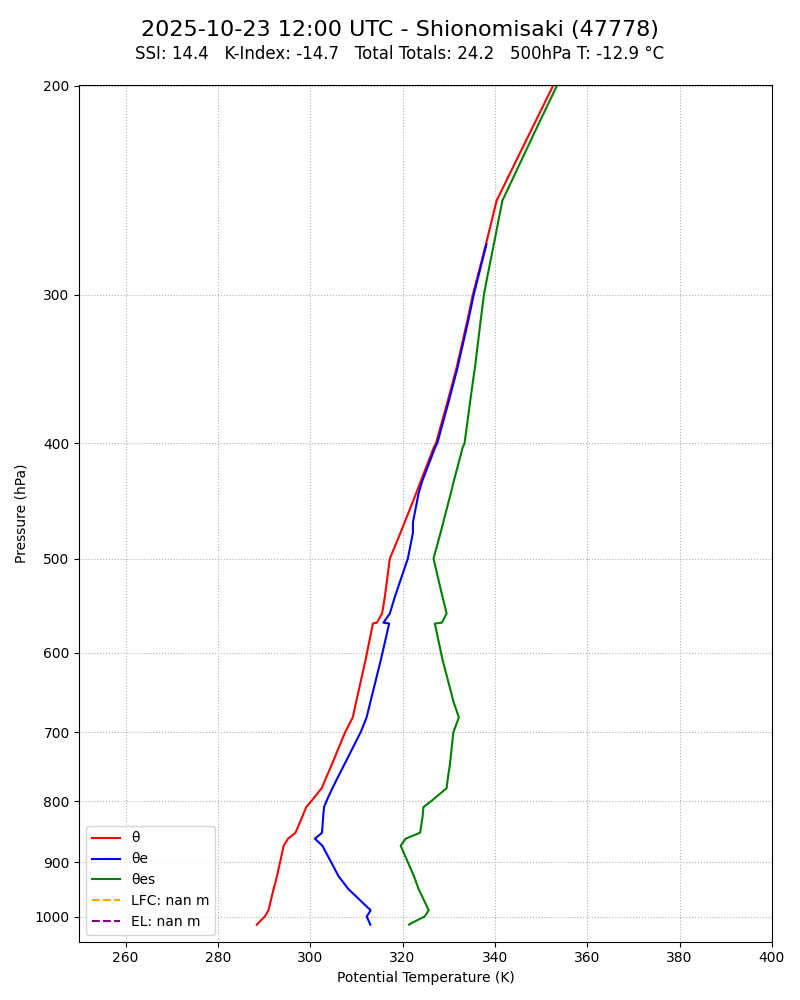 2025-10-23 12:00 UTC - Shionomisaki (47778)
SSI: 14.4   K-Index: -14.7   Total Totals: 24.2   500hPa T: -12.9 °C
200
300
400
500
600
700
800
900
1000
Pressure (hPa)
θ
θe
θes
LFC: nan m
EL: nan m
260 280 300 320 340 360 380 400
Potential Temperature (K)